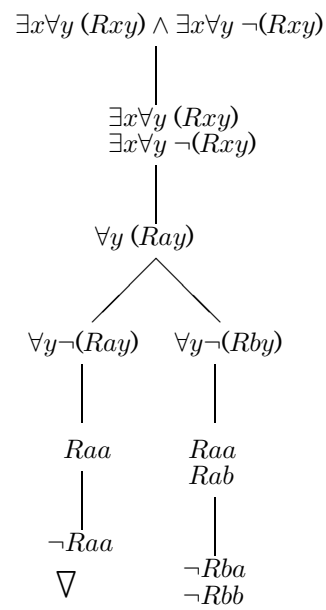 ∃x∀y (Rxy) ∧ ∃x∀y ¬(Rxy)
∃x∀y (Rxy)
∃x∀y ¬(Rxy)
∀y (Ray)
∀y¬(Ray) ∀y¬(Rby)
Raa Raa
Rab
¬Raa ¬Rba
∇ ¬Rbb